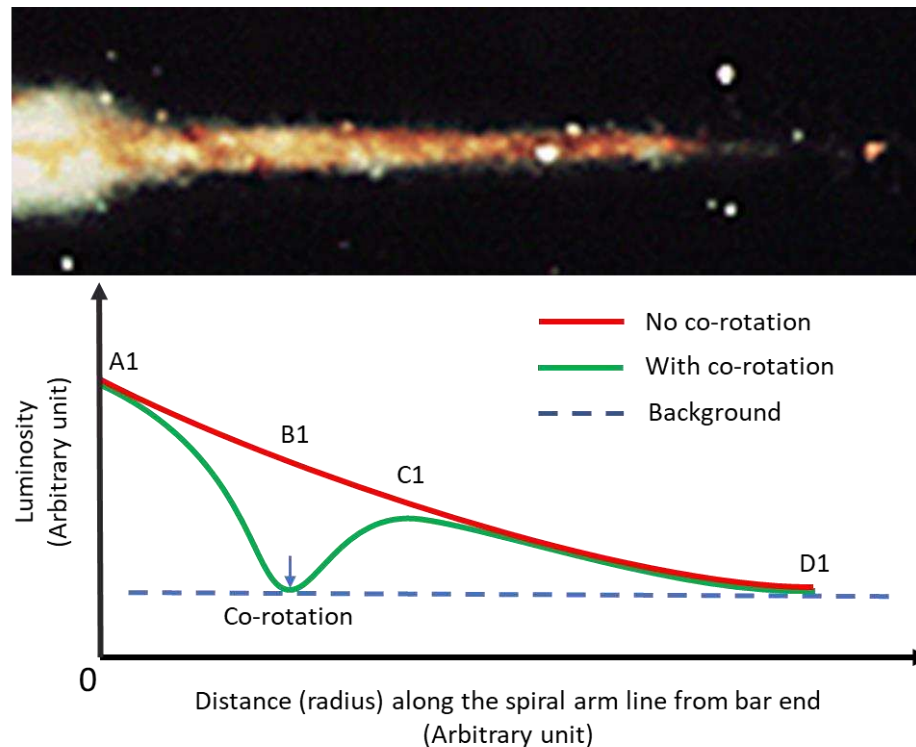 No co-rotation
With co-rotation
Background
A1
B1
C1
D1
Luminosity
(Arbitrary unit)
Co-rotation
0
Distance (radius) along the spiral arm line from bar end
(Arbitrary unit)